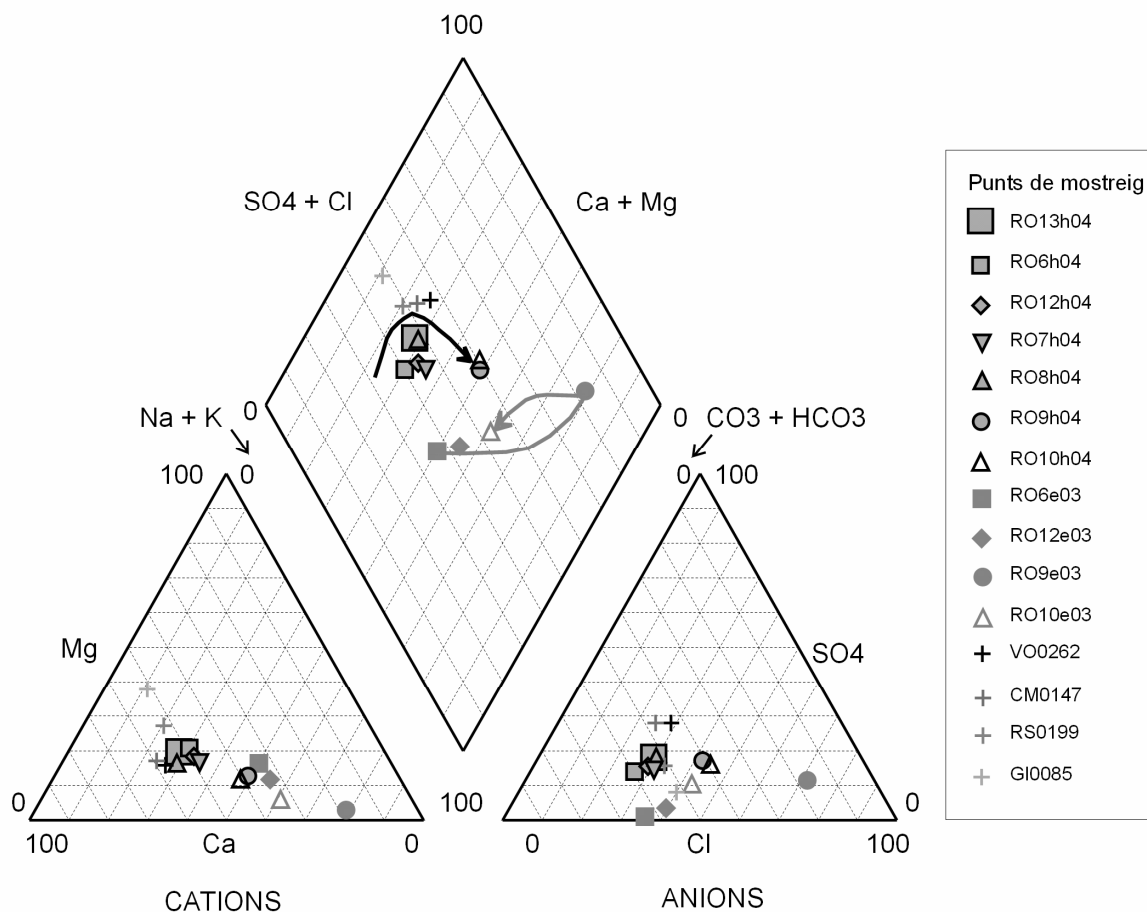 100
SO4 + Cl
Ca + Mg
Na + K
0
0
CO3 + HCO3
100
0
0
100
Mg
SO4
0
100
0
100
Ca
0
0
Cl
100
CATIONS
ANIONS
Punts de mostreig
RO13h04
RO6h04
RO12h04
RO7h04
RO8h04
RO9h04
RO10h04
RO6e03
RO12e03
RO9e03
RO10e03
VO0262
CM0147
RS0199
GI0085